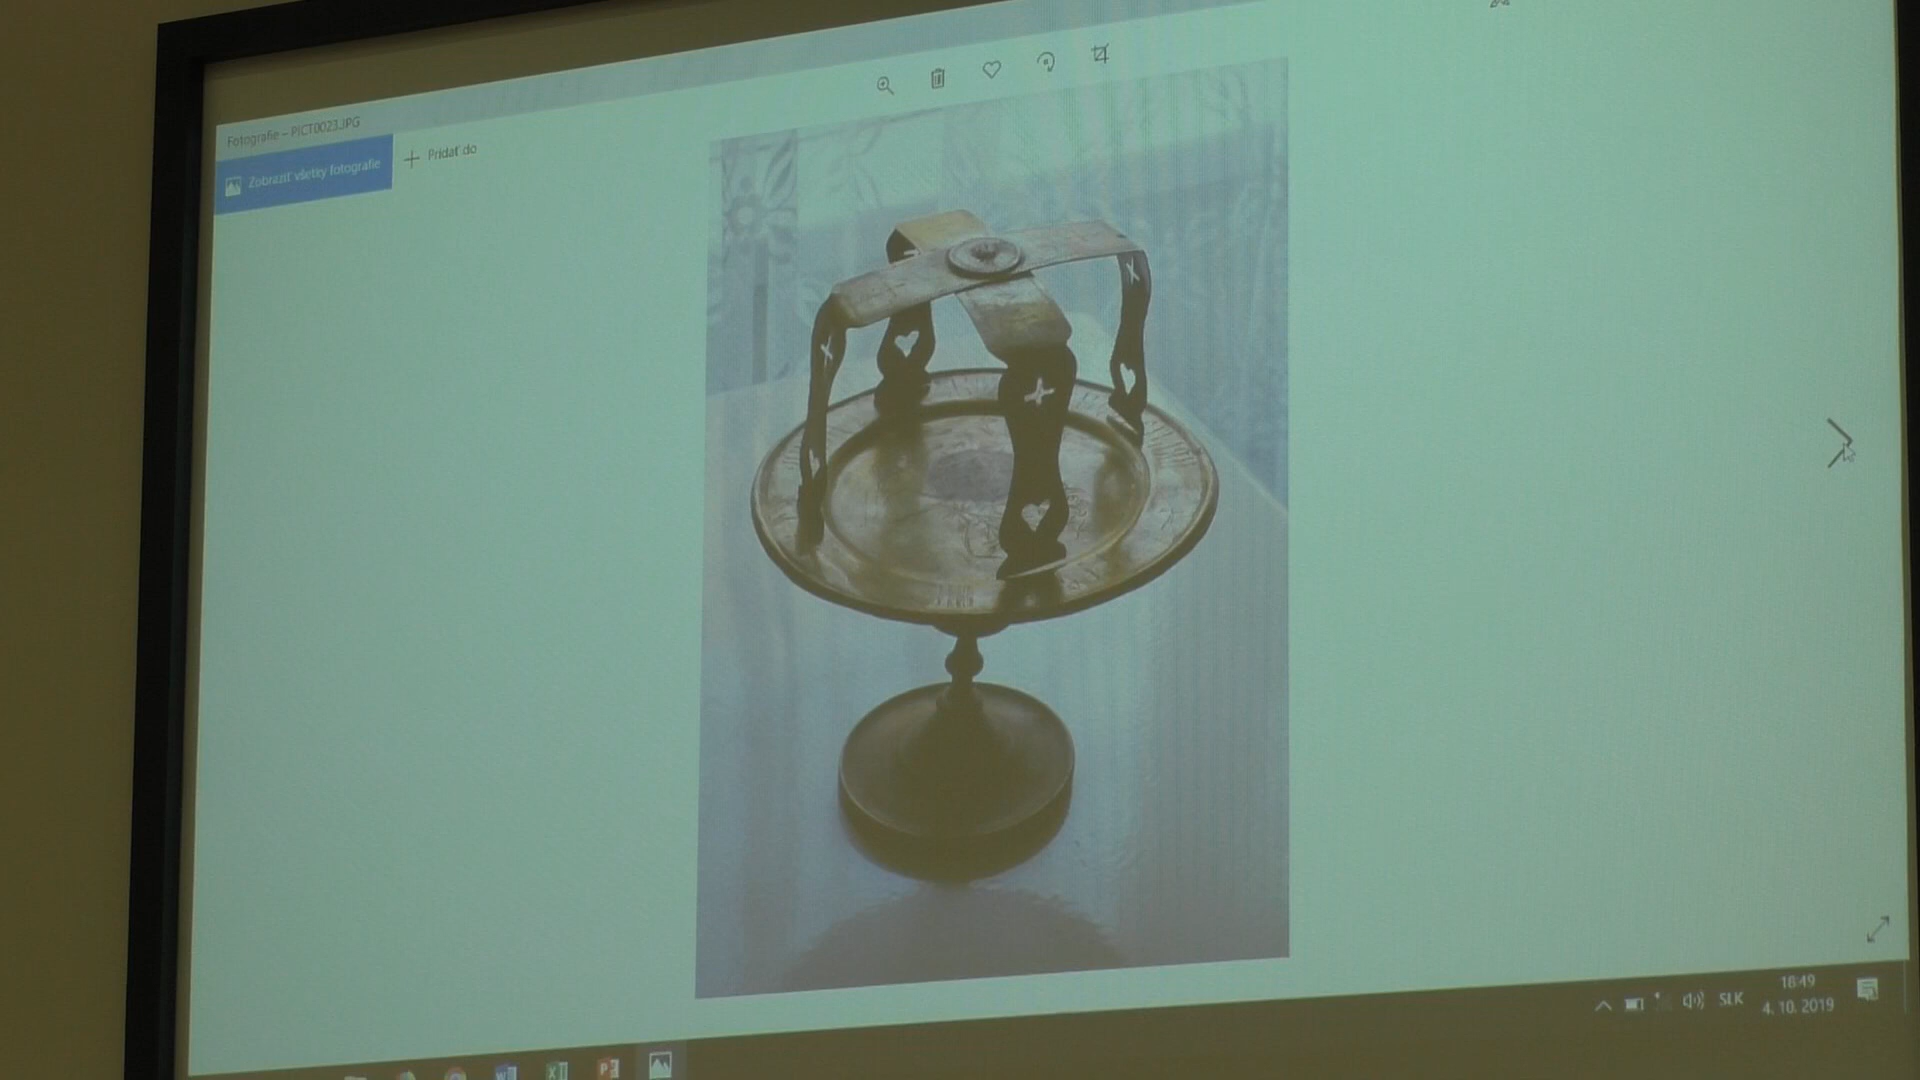 Fotografie – PICT0023.JPG
Zobraziť všetky fotografie
Pridať do
SLK
18:49
4. 10. 2019